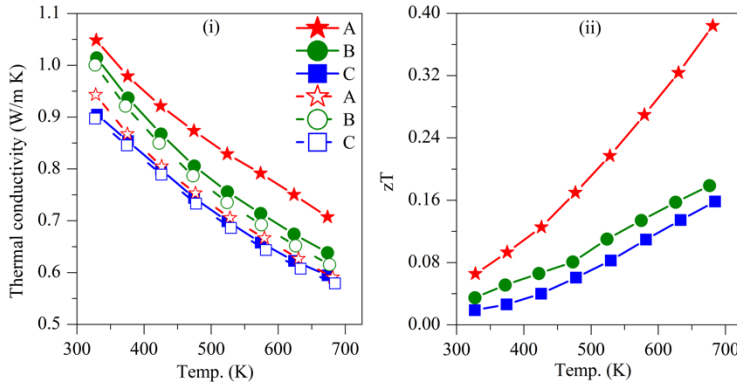 (i)
A
B
C
A
B
C
1.1
1.0
0.9
0.8
0.7
0.6
0.5
300
400
500
600
700
Temp. (K)
Thermal conductivity (W/m K)
(ii)
0.40
0.32
0.24
0.16
0.08
0.00
300
400
500
600
700
Temp. (K)
zT
A
B
C